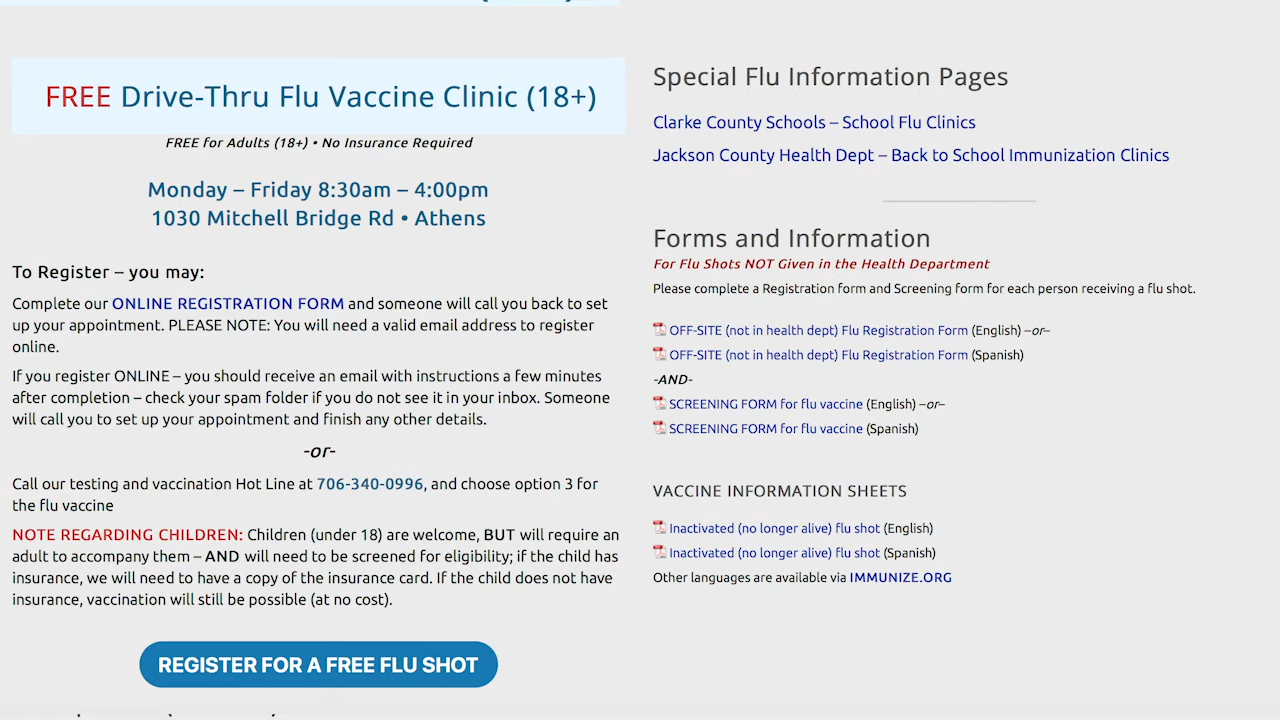 FREE Drive-Thru Flu Vaccine Clinic (18+)
FREE for Adults (18+) • No Insurance Required
Monday – Friday 8:30am – 4:00pm
1030 Mitchell Bridge Rd • Athens
To Register – you may:
Complete our ONLINE REGISTRATION FORM and someone will call you back to set
up your appointment. PLEASE NOTE: You will need a valid email address to register
online.
If you register ONLINE – you should receive an email with instructions a few minutes
after completion – check your spam folder if you do not see it in your inbox. Someone
will call you to set up your appointment and finish any other details.
-or-
Call our testing and vaccination Hot Line at 706-340-0996, and choose option 3 for
the flu vaccine
NOTE REGARDING CHILDREN: Children (under 18) are welcome, BUT will require an
adult to accompany them – AND will need to be screened for eligibility; if the child has
insurance, we will need to have a copy of the insurance card. If the child does not have
insurance, vaccination will still be possible (at no cost).
REGISTER FOR A FREE FLU SHOT
Special Flu Information Pages
Clarke County Schools – School Flu Clinics
Jackson County Health Dept – Back to School Immunization Clinics
Forms and Information
For Flu Shots NOT Given in the Health Department
Please complete a Registration form and Screening form for each person receiving a flu shot.
OFF-SITE (not in health dept) Flu Registration Form (English) –or–
OFF-SITE (not in health dept) Flu Registration Form (Spanish)
-AND-
SCREENING FORM for flu vaccine (English) –or–
SCREENING FORM for flu vaccine (Spanish)
VACCINE INFORMATION SHEETS
Inactivated (no longer alive) flu shot (English)
Inactivated (no longer alive) flu shot (Spanish)
Other languages are available via IMMUNIZE.ORG